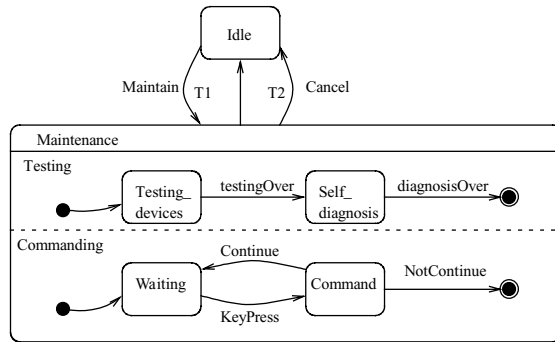 Idle
Maintain
T1
T2
Cancel
Maintenance
Testing
Testing_
devices
testingOver
Self_
diagnosis
diagnosisOver
Commanding
Continue
Waiting
Command
NotContinue
KeyPress